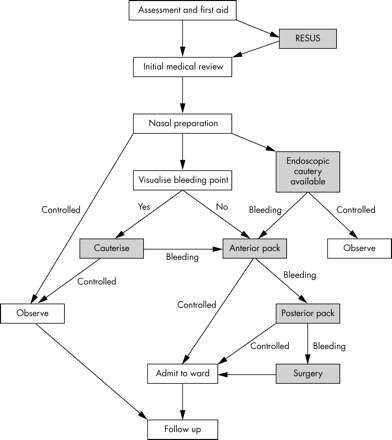 Assessment and first aid
RESUS
Initial medical review
Nasal preparation
Endoscopic
cautery
available
Visualise bleeding point
Controlled
Yes
No
Bleeding
Controlled
Cauterise
Bleeding
Anterior pack
Observe
Controlled
Bleeding
Observe
Controlled
Posterior pack
Controlled
Bleeding
Admit to ward
Surgery
Follow up